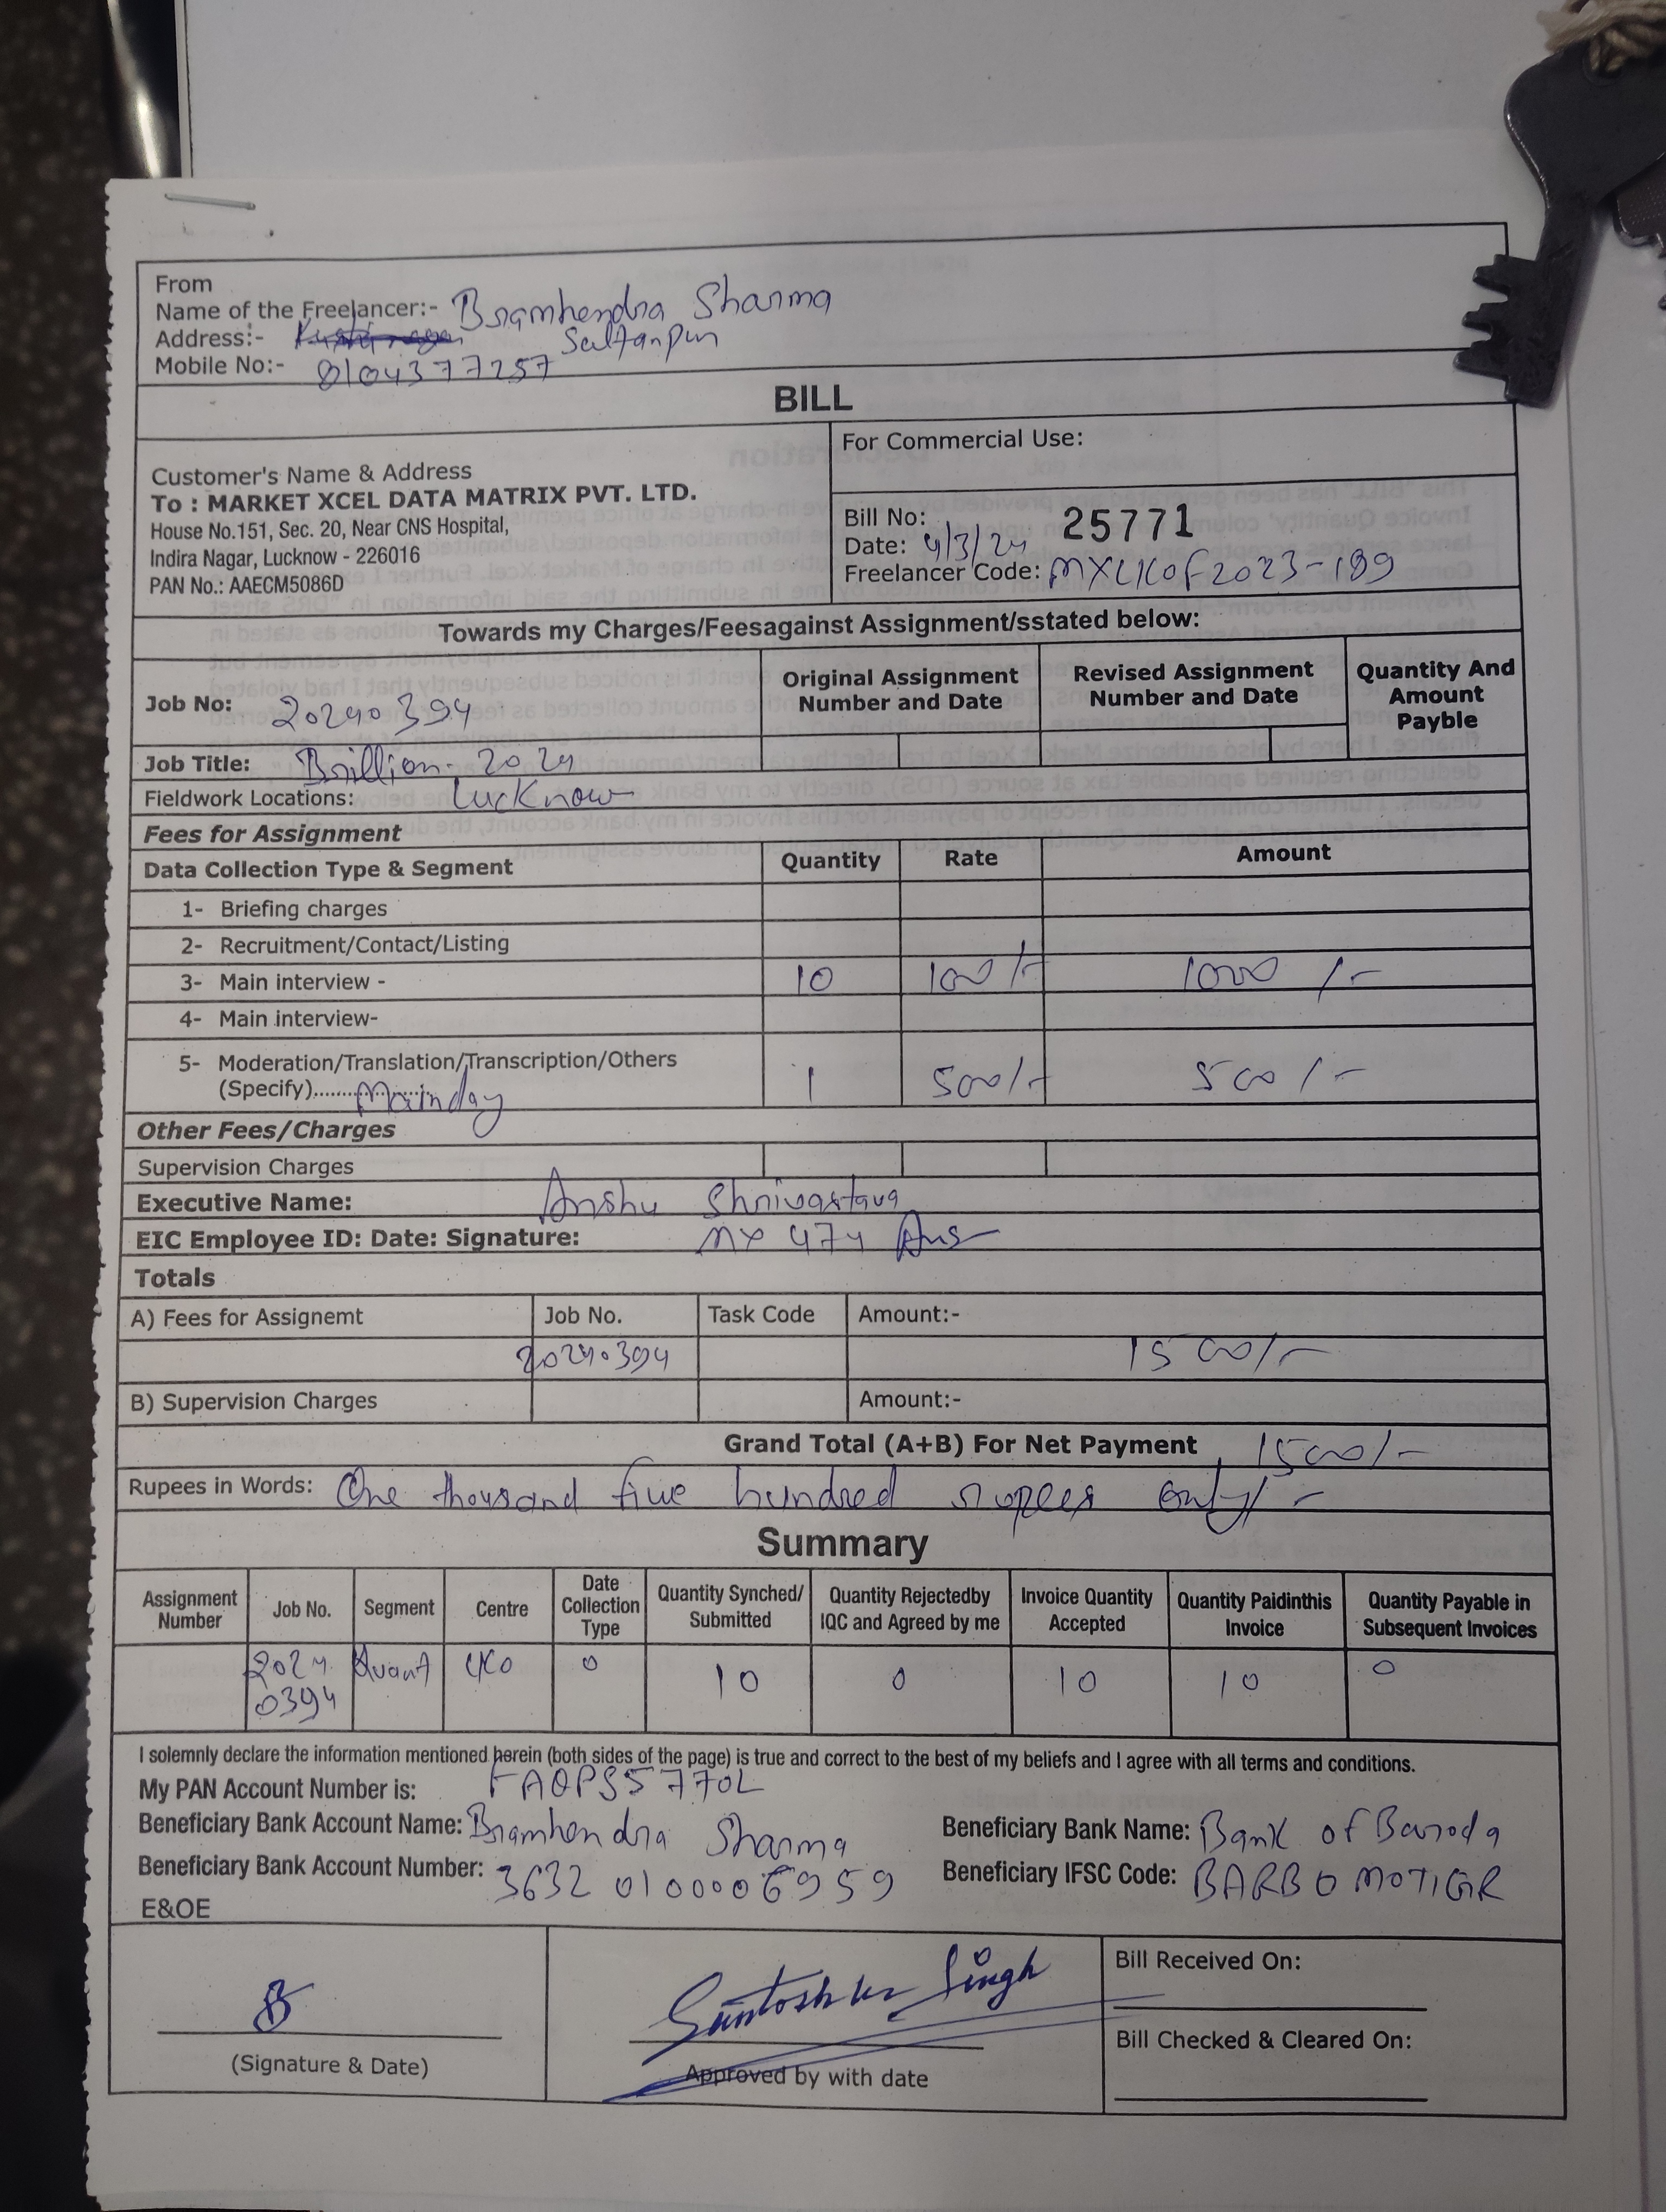 From
Name of the Freelancer:- Bramhendra Sharma
Address:- Sultanpur
Mobile No:- 8104377257
BILL
Customer's Name & Address
To : MARKET XCEL DATA MATRIX PVT. LTD.
House No.151, Sec. 20, Near CNS Hospital,
Indira Nagar, Lucknow - 226016
PAN No.: AAECM5086D
For Commercial Use:
Bill No: 25771
Date: 4/3/24
Freelancer Code: MXLKOF2023-199
Towards my Charges/Feesagainst Assignment/sstated below:
Job No: 20240394
Original Assignment Number and Date
Revised Assignment Number and Date
Quantity And Amount Payble
Job Title: Brillion- 2024
Fieldwork Locations: Lucknow
Fees for Assignment
Data Collection Type & Segment Quantity Rate Amount
1- Briefing charges
2- Recruitment/Contact/Listing
3- Main interview - 10 100/- 1000 /-
4- Main interview-
5- Moderation/Translation/Transcription/Others
(Specify)........ 1 500/- 500 /-
Other Fees/Charges
Supervision Charges
Executive Name: Anshu Shrivastava
EIC Employee ID: Date: Signature: MX 474
Totals
A) Fees for Assignemt Job No. Task Code Amount:-
20240394 1500/-
B) Supervision Charges Amount:-
Grand Total (A+B) For Net Payment 1500/-
Rupees in Words: One thousand five hundred rupees only/-
Summary
Assignment Number Job No. Segment Centre Date Collection Type Quantity Synched/ Submitted Quantity Rejectedby IQC and Agreed by me Invoice Quantity Accepted Quantity Paidinthis Invoice Quantity Payable in Subsequent Invoices
2024 0394 Quant LKO 0 10 0 10 10 0
I solemnly declare the information mentioned herein (both sides of the page) is true and correct to the best of my beliefs and I agree with all terms and conditions.
My PAN Account Number is: FAOPS5770L
Beneficiary Bank Account Name: Bramhendra Sharma
Beneficiary Bank Name: Bank of Baroda
Beneficiary Bank Account Number: 36320100006959
Beneficiary IFSC Code: BARB0MOTIGR
E&OE
(Signature & Date)
Santosh kr Singh
Approved by with date
Bill Received On:
Bill Checked & Cleared On: